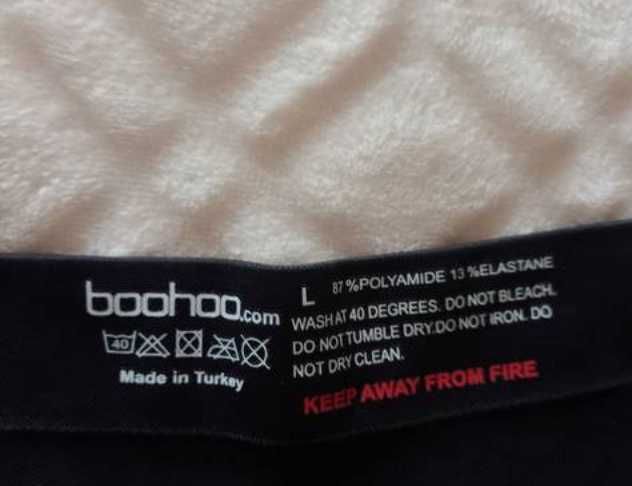 boohoo.com
40
Made in Turkey
L 87 %POLYAMIDE 13 %ELASTANE
WASH AT 40 DEGREES. DO NOT BLEACH.
DO NOT TUMBLE DRY.DO NOT IRON. DO
NOT DRY CLEAN.
KEEP AWAY FROM FIRE